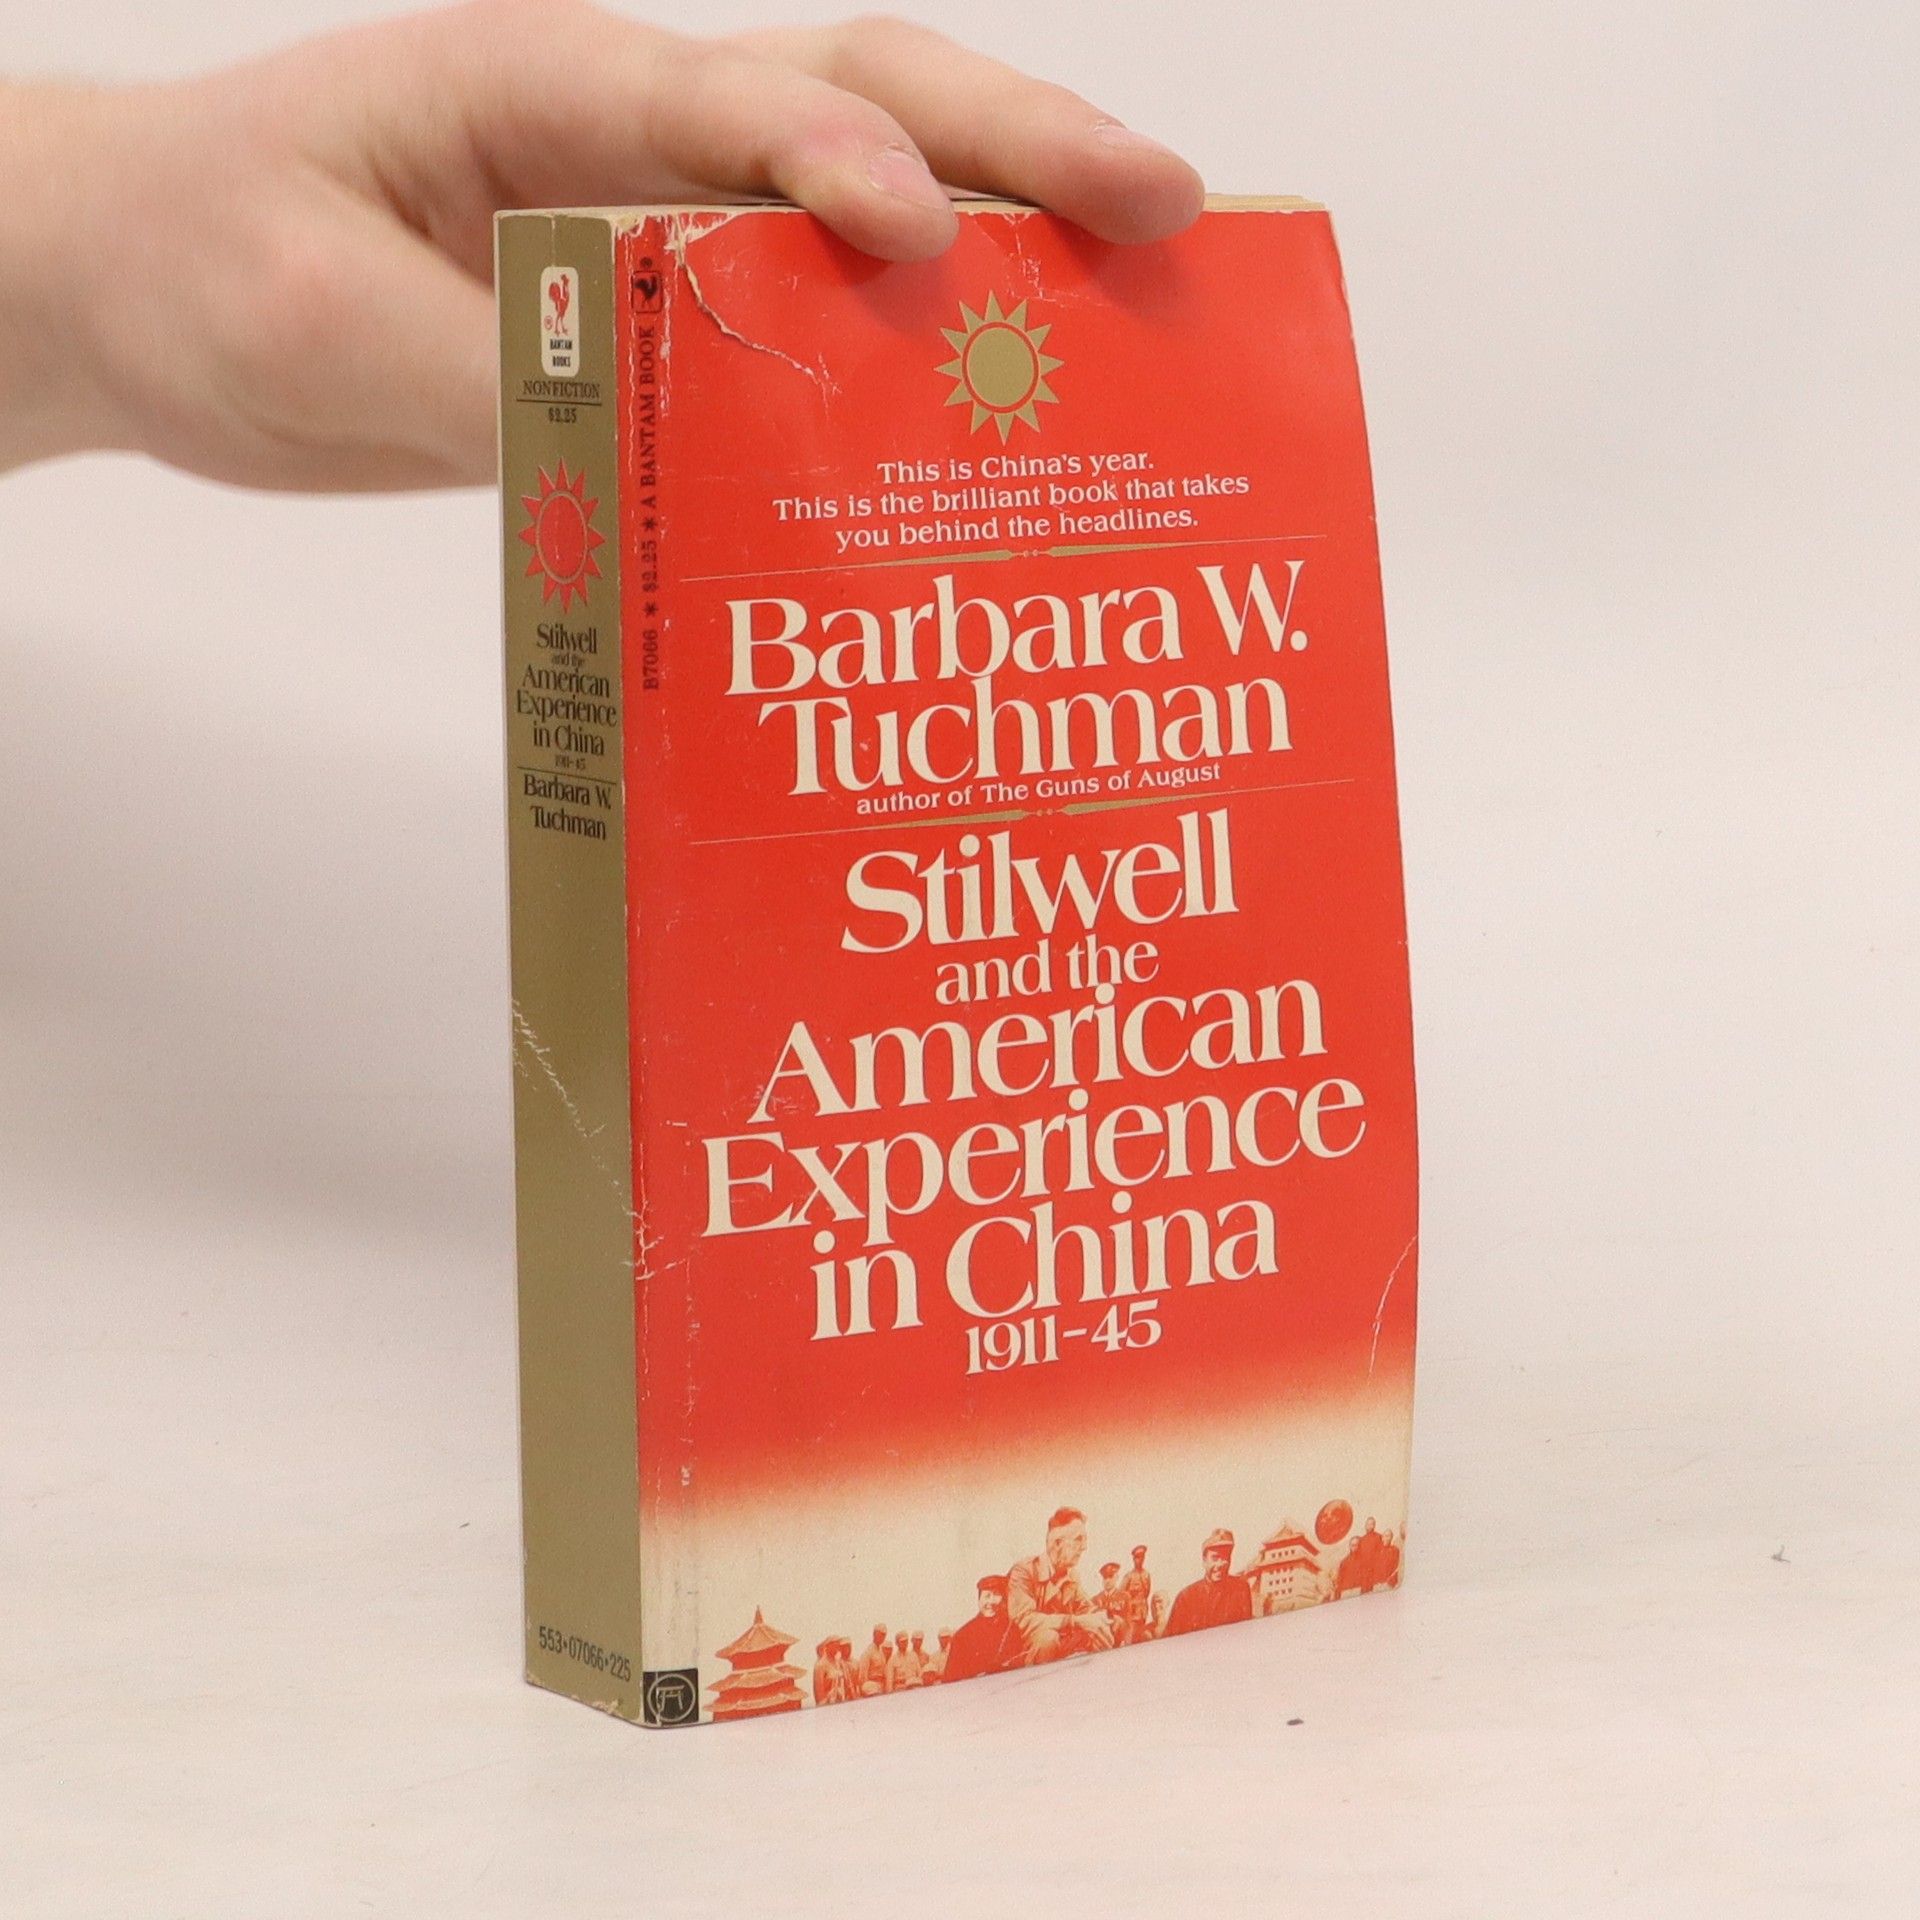 BANTAM
BOOKS
NONFICTION
$2.25
Stilwell
and the
American
Experience
in China
1911-45
Barbara W.
Tuchman
553•07066•225
B7066 * $2.25 * A BANTAM BOOK
This is China's year.
This is the brilliant book that takes
you behind the headlines.
Barbara W.
Tuchman
author of The Guns of August
Stilwell
and the
American
Experience
in China
1911-45